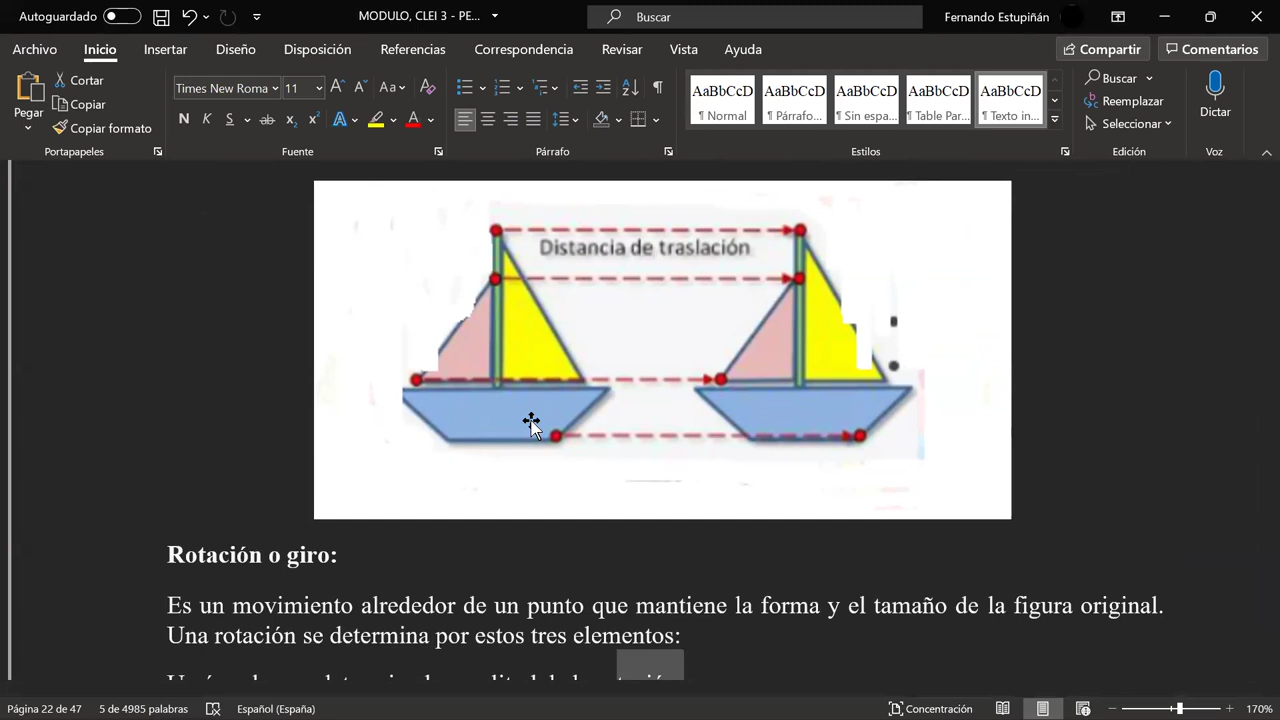 Autoguardado
MODULO, CLEI 3 - PE...
Buscar
Fernando Estupiñán
Archivo Inicio Insertar Diseño Disposición Referencias Correspondencia Revisar Vista Ayuda Compartir Comentarios
Pegar
Cortar
Copiar
Copiar formato
Portapapeles
Times New Roma 11
N K S ab x₂ x²
Fuente
Párrafo
AaBbCcD AaBbCcD AaBbCcD AaBbCcD AaBbCcD
¶ Normal ¶ Párrafo... ¶ Sin espa... ¶ Table Par... ¶ Texto in...
Estilos
Buscar
Reemplazar
Seleccionar
Edición
Dictar
Voz
Distancia de traslación
Rotación o giro:
Es un movimiento alrededor de un punto que mantiene la forma y el tamaño de la figura original.
Una rotación se determina por estos tres elementos:
Página 22 de 47 5 de 4985 palabras Español (España) Concentración 170%